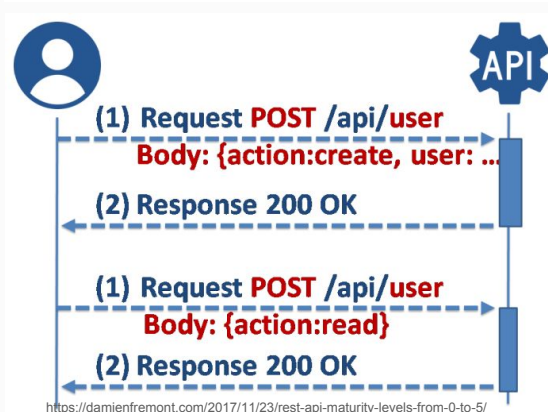 API
(1) Request POST /api/user
Body: {action:create, user: ...
(2) Response 200 OK
(1) Request POST /api/user
Body: {action:read}
(2) Response 200 OK
https://damienfremont.com/2017/11/23/rest-api-maturity-levels-from-0-to-5/